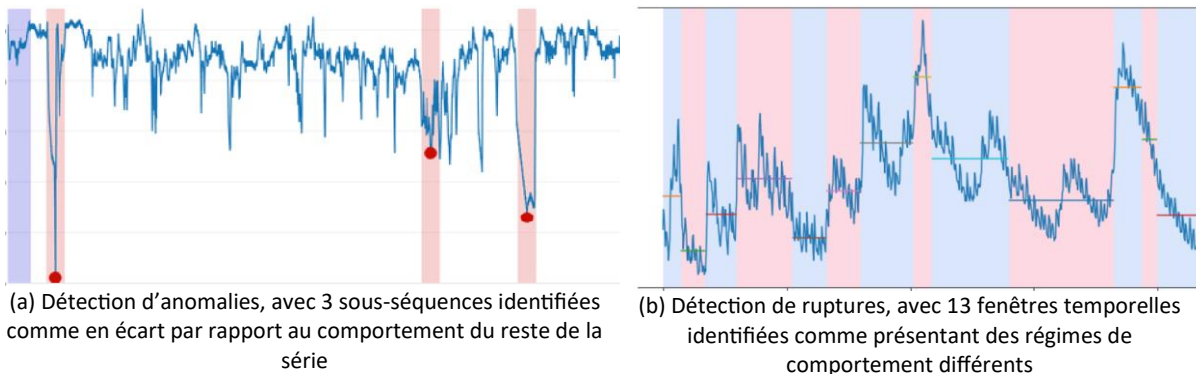 (a) Détection d’anomalies, avec 3 sous-séquences identifiées
comme en écart par rapport au comportement du reste de la
série
(b) Détection de ruptures, avec 13 fenêtres temporelles
identifiées comme présentant des régimes de
comportement différents